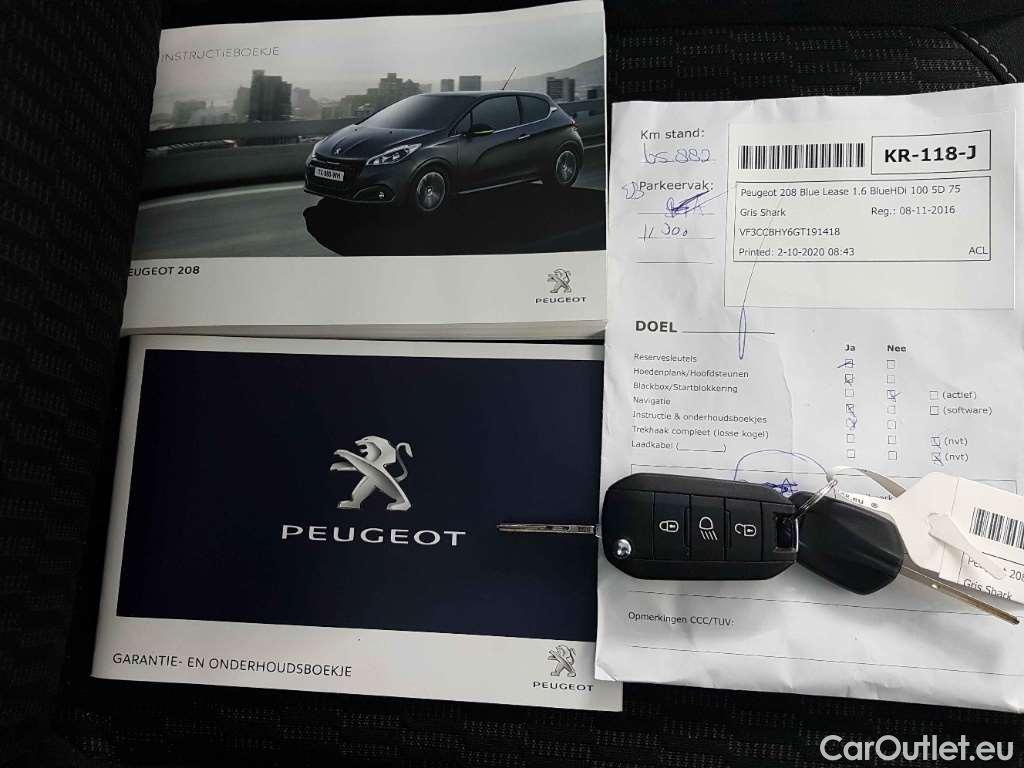 INSTRUCTIEBOEKJE
EUGEOT 208
PEUGEOT
PEUGEOT
GARANTIE- EN ONDERHOUDSBOEKJE
PEUGEOT
Km stand:
65.882
Parkeervak:
KR-118-J
Peugeot 208 Blue Lease 1.6 BlueHDi 100 5D 75
Gris Shark Reg.: 08-11-2016
VF3CCBHY6GT191418
Printed: 2-10-2020 08:43 ACL
DOEL
Ja Nee
Reservesleutels
Hoedenplank/Hoofdsteunen
Blackbox/Startblokkering (actief)
Navigatie (software)
Instructie & onderhoudsboekjes
Trekhaak compleet (losse kogel) (nvt)
Laadkabel (______) (nvt)
Opmerkingen CCC/TUV:
Gris Shark
CarOutlet.eu